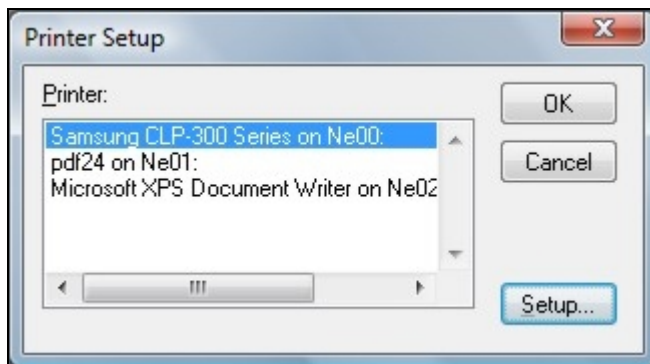 Printer Setup
Printer:
Samsung CLP-300 Series on Ne00:
pdf24 on Ne01:
Microsoft XPS Document Writer on Ne02
OK
Cancel
Setup...